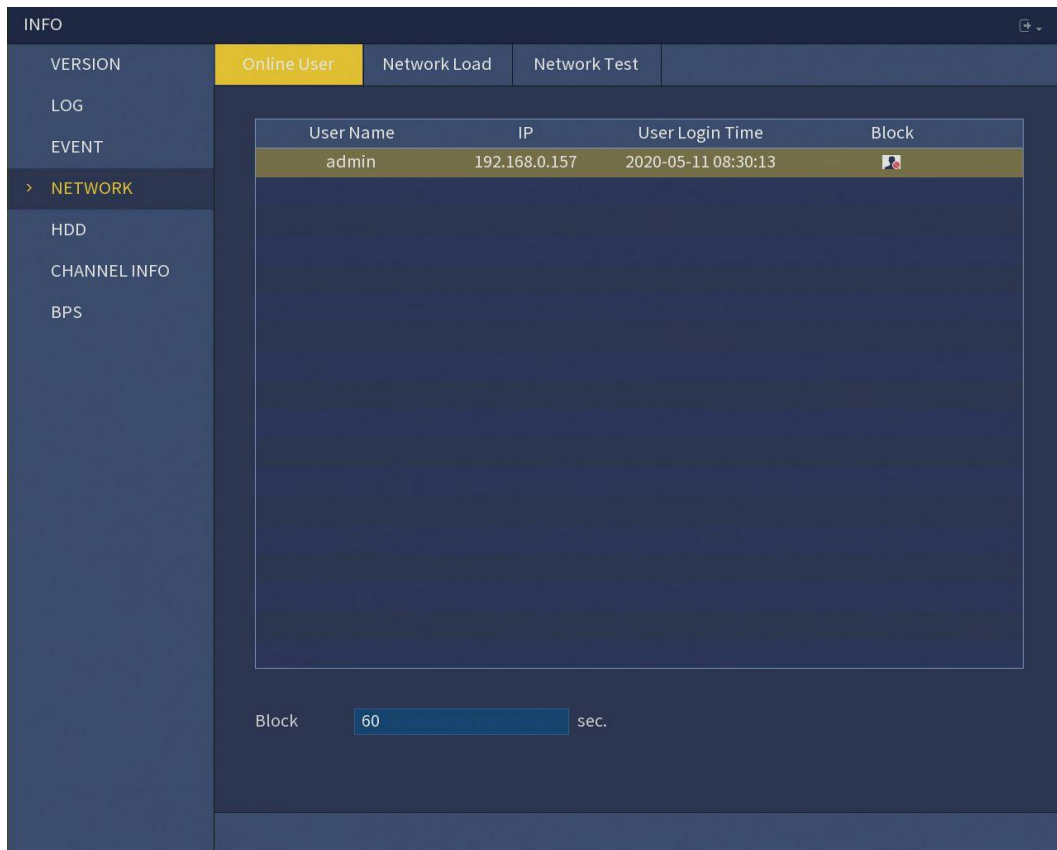 INFO
VERSION
LOG
EVENT
> NETWORK
HDD
CHANNEL INFO
BPS
Online User Network Load Network Test
User Name IP User Login Time Block
admin 192.168.0.157 2020-05-11 08:30:13
Block 60 sec.